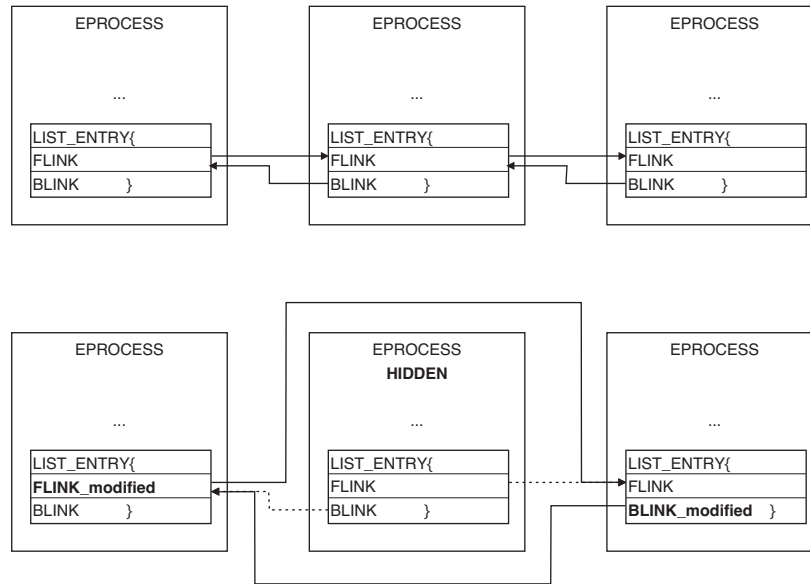 EPROCESS
...
LIST_ENTRY{
FLINK
BLINK }
EPROCESS
...
LIST_ENTRY{
FLINK
BLINK }
EPROCESS
...
LIST_ENTRY{
FLINK
BLINK }
EPROCESS
...
LIST_ENTRY{
FLINK_modified
BLINK }
EPROCESS
HIDDEN
...
LIST_ENTRY{
FLINK
BLINK }
EPROCESS
...
LIST_ENTRY{
FLINK
BLINK_modified }